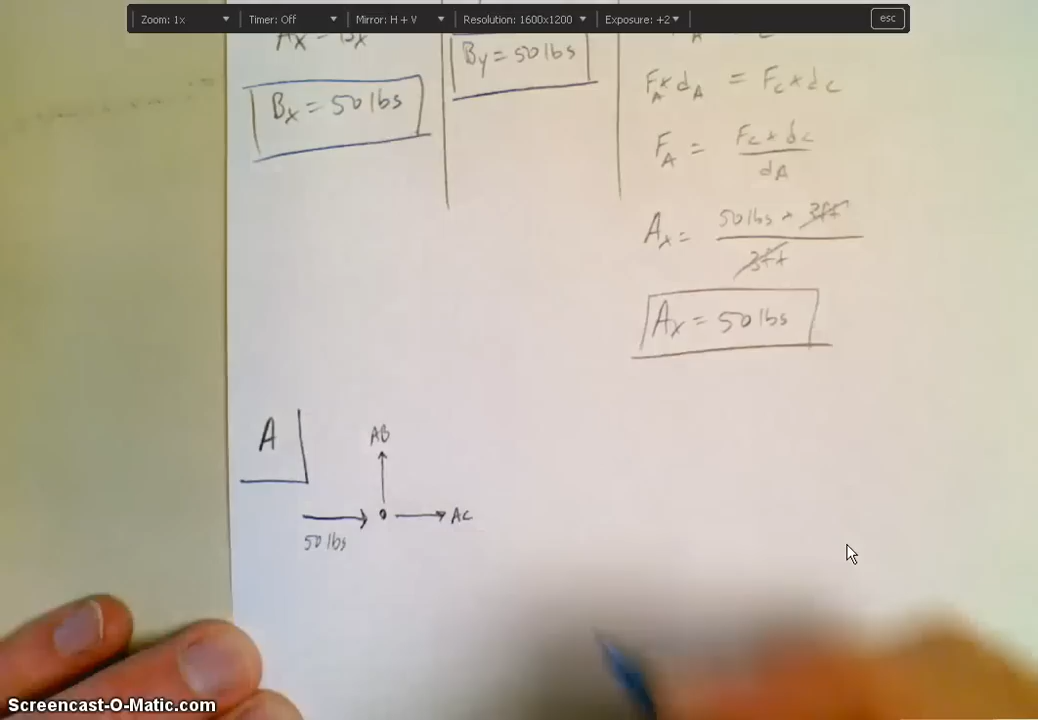 Zoom: 1x
Timer: Off
Mirror: H + V
Resolution: 1600x1200
Exposure: +2
esc
Ax = Bx
Bx = 50 lbs
By = 50 lbs
A
C
FA x dA = Fc x dc
FA = Fc x dc
dA
Ax = 50 lbs x 3ft
3ft
Ax = 50 lbs
A
AB
AC
50 lbs
Screencast-O-Matic.com